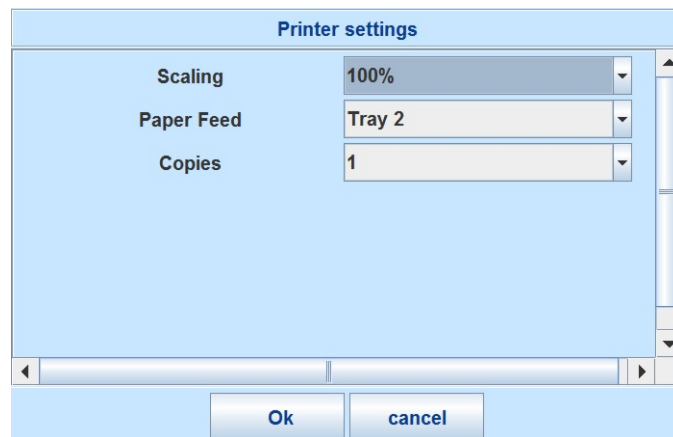 Printer settings
Scaling 100%
Paper Feed Tray 2
Copies 1
Ok cancel